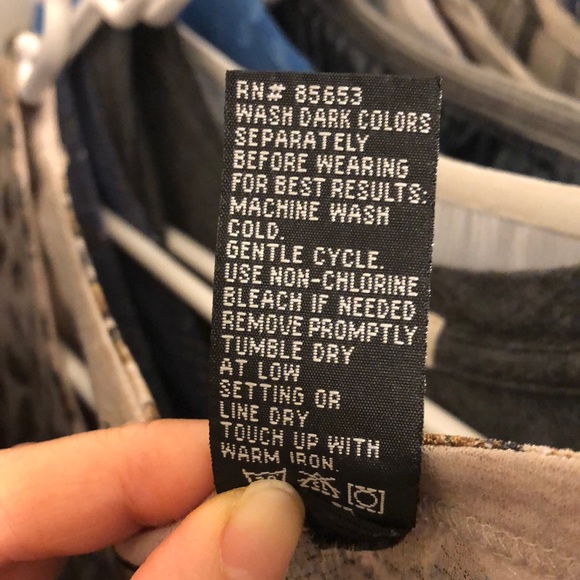 RN# 85653
WASH DARK COLORS
SEPARATELY
BEFORE WEARING
FOR BEST RESULTS:
MACHINE WASH
COLD.
GENTLE CYCLE.
USE NON-CHLORINE
BLEACH IF NEEDED
REMOVE PROMPTLY
TUMBLE DRY
AT LOW
SETTING OR
LINE DRY
TOUCH UP WITH
WARM IRON.